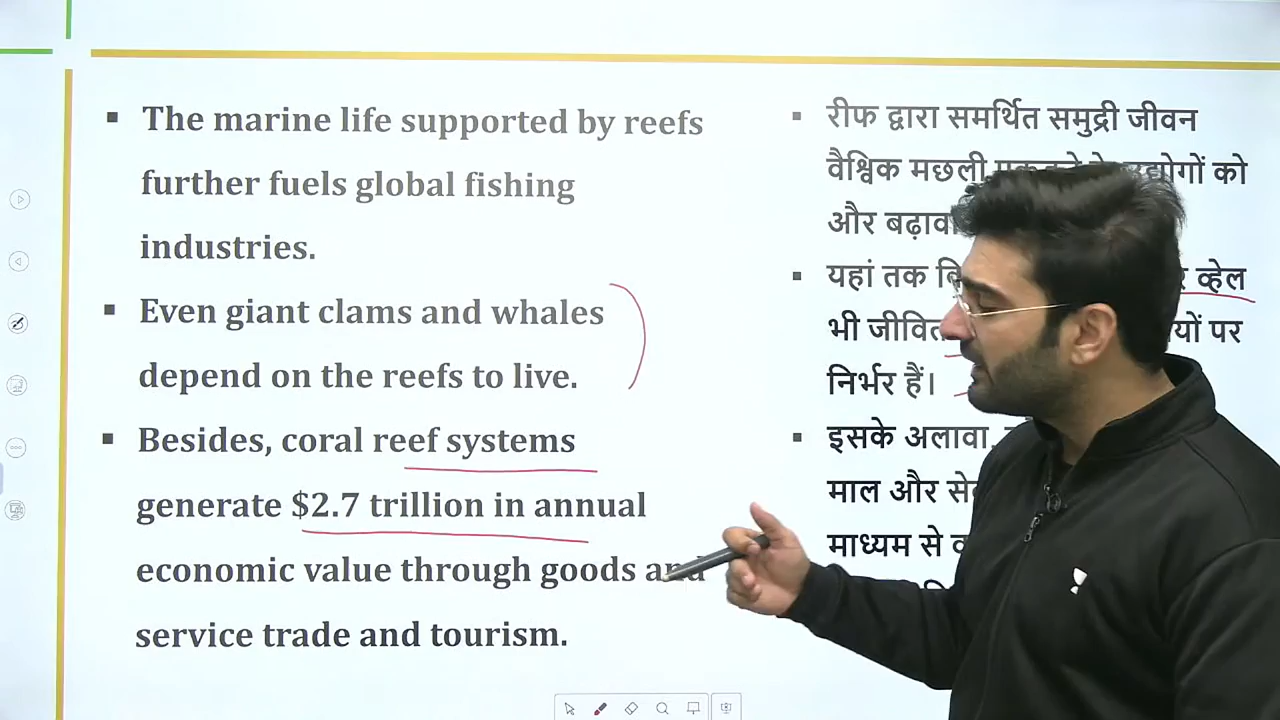 The marine life supported by reefs
further fuels global fishing
industries.
Even giant clams and whales
depend on the reefs to live.
Besides, coral reef systems
generate $2.7 trillion in annual
economic value through goods and
service trade and tourism.
रीफ द्वारा समर्थित समुद्री जीवन
वैश्विक मछली को
और
यहां तक व्हेल
भी पर
निर्भर हैं।
इसके अलावा,
माल और
माध्यम से